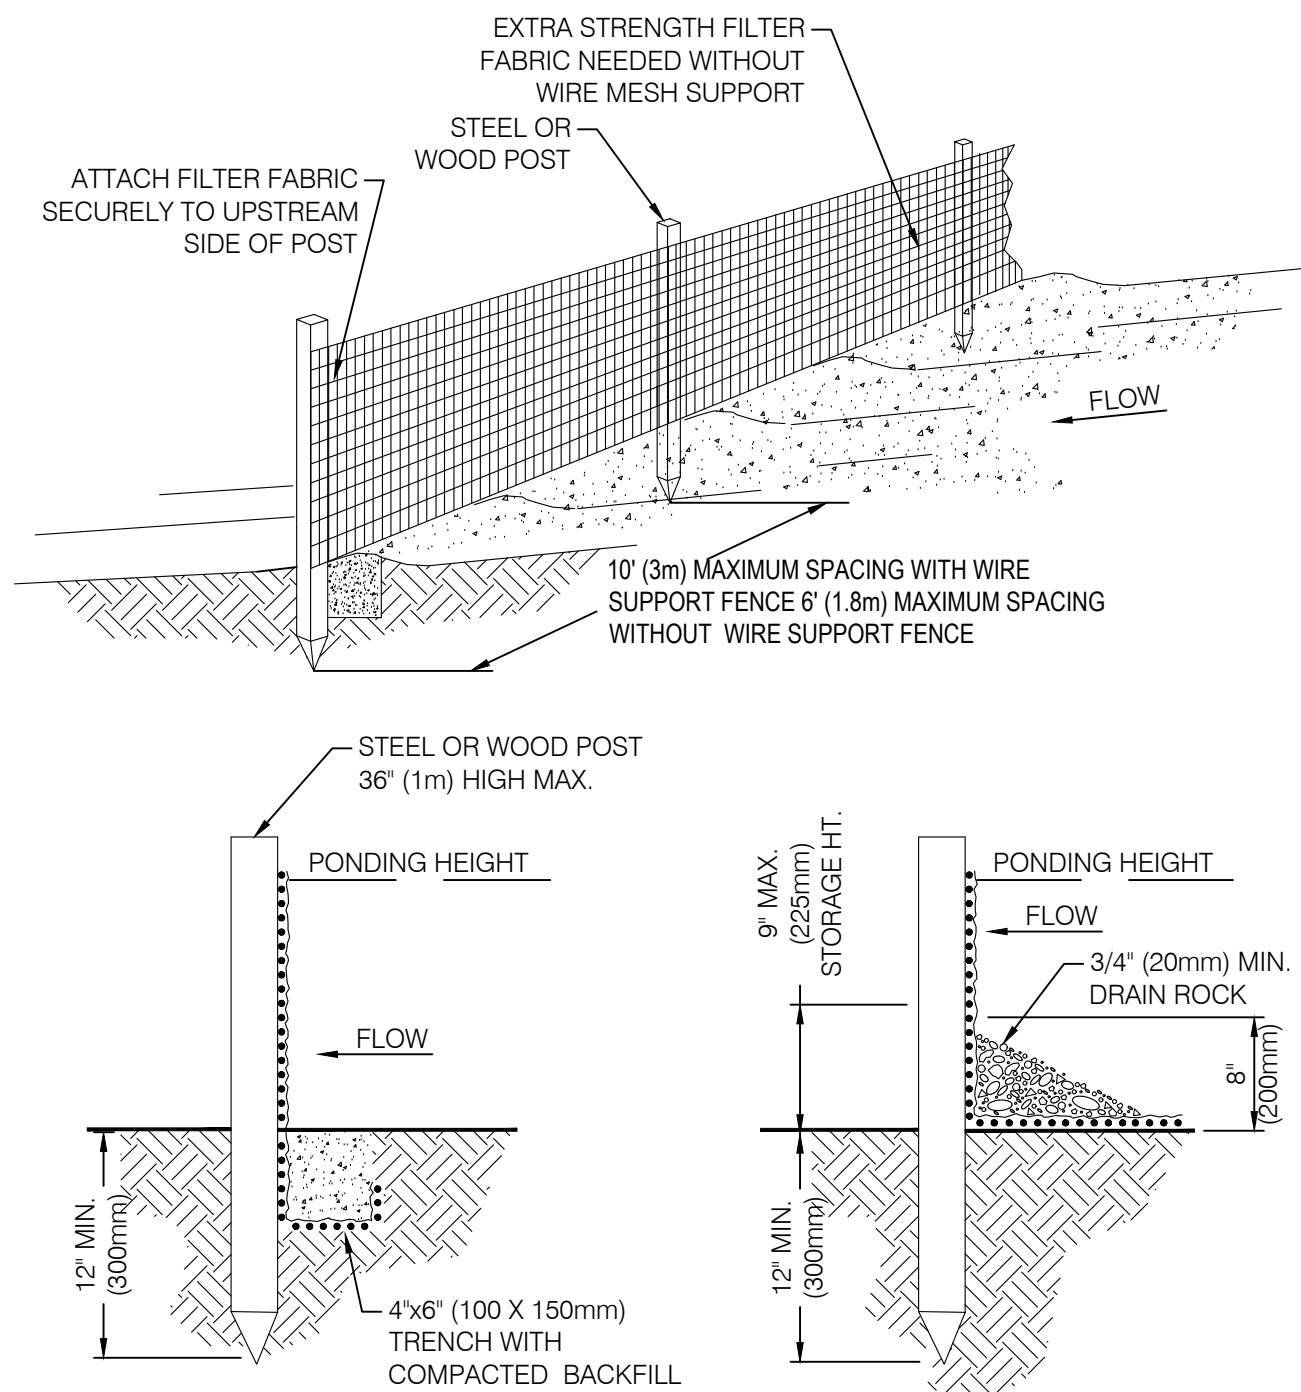 EXTRA STRENGTH FILTER
FABRIC NEEDED WITHOUT
WIRE MESH SUPPORT
STEEL OR
WOOD POST
ATTACH FILTER FABRIC
SECURELY TO UPSTREAM
SIDE OF POST
FLOW
10' (3m) MAXIMUM SPACING WITH WIRE
SUPPORT FENCE 6' (1.8m) MAXIMUM SPACING
WITHOUT WIRE SUPPORT FENCE
STEEL OR WOOD POST
36" (1m) HIGH MAX.
PONDING HEIGHT
FLOW
12" MIN.
(300mm)
4"x6" (100 X 150mm)
TRENCH WITH
COMPACTED BACKFILL
9" MAX.
(225mm)
STORAGE HT.
PONDING HEIGHT
FLOW
3/4" (20mm) MIN.
DRAIN ROCK
8"
(200mm)
12" MIN.
(300mm)